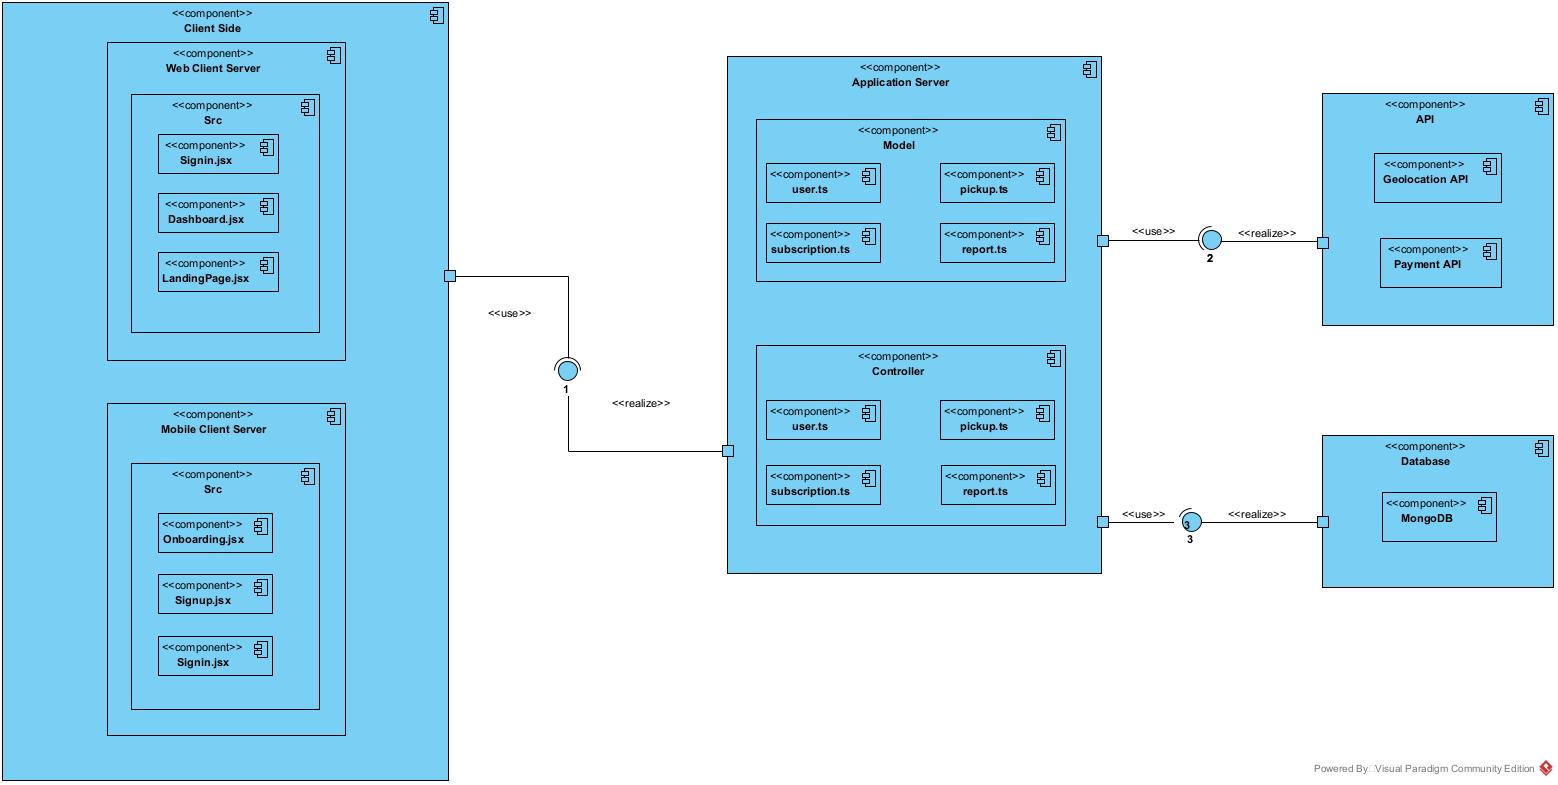 <<component>>
Client Side
<<component>>
Web Client Server
<<component>>
Src
<<component>>
Signin.jsx
<<component>>
Dashboard.jsx
<<component>>
LandingPage.jsx
<<component>>
Mobile Client Server
<<component>>
Src
<<component>>
Onboarding.jsx
<<component>>
Signup.jsx
<<component>>
Signin.jsx
<<use>>
1
<<realize>>
<<component>>
Application Server
<<component>>
Model
<<component>>
user.ts
<<component>>
pickup.ts
<<component>>
subscription.ts
<<component>>
report.ts
<<component>>
Controller
<<component>>
user.ts
<<component>>
pickup.ts
<<component>>
subscription.ts
<<component>>
report.ts
<<use>>
2
<<realize>>
<<component>>
API
<<component>>
Geolocation API
<<component>>
Payment API
<<use>>
3
3
<<realize>>
<<component>>
Database
<<component>>
MongoDB
Powered By Visual Paradigm Community Edition